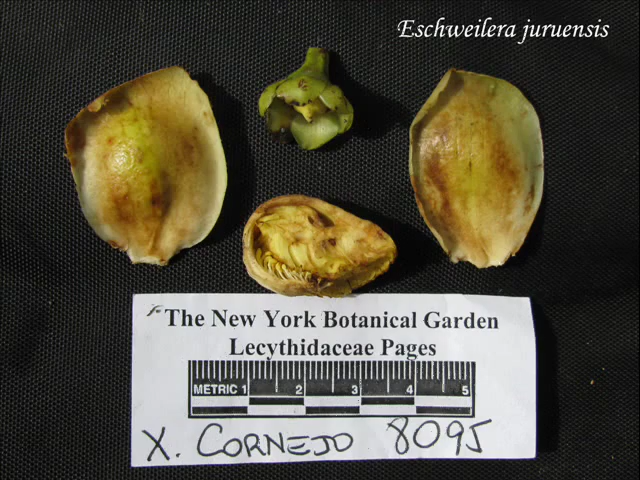 Eschweilera juruensis
The New York Botanical Garden
Lecythidaceae Pages
METRIC 1 2 3 4 5
X. CORNEJO 8095